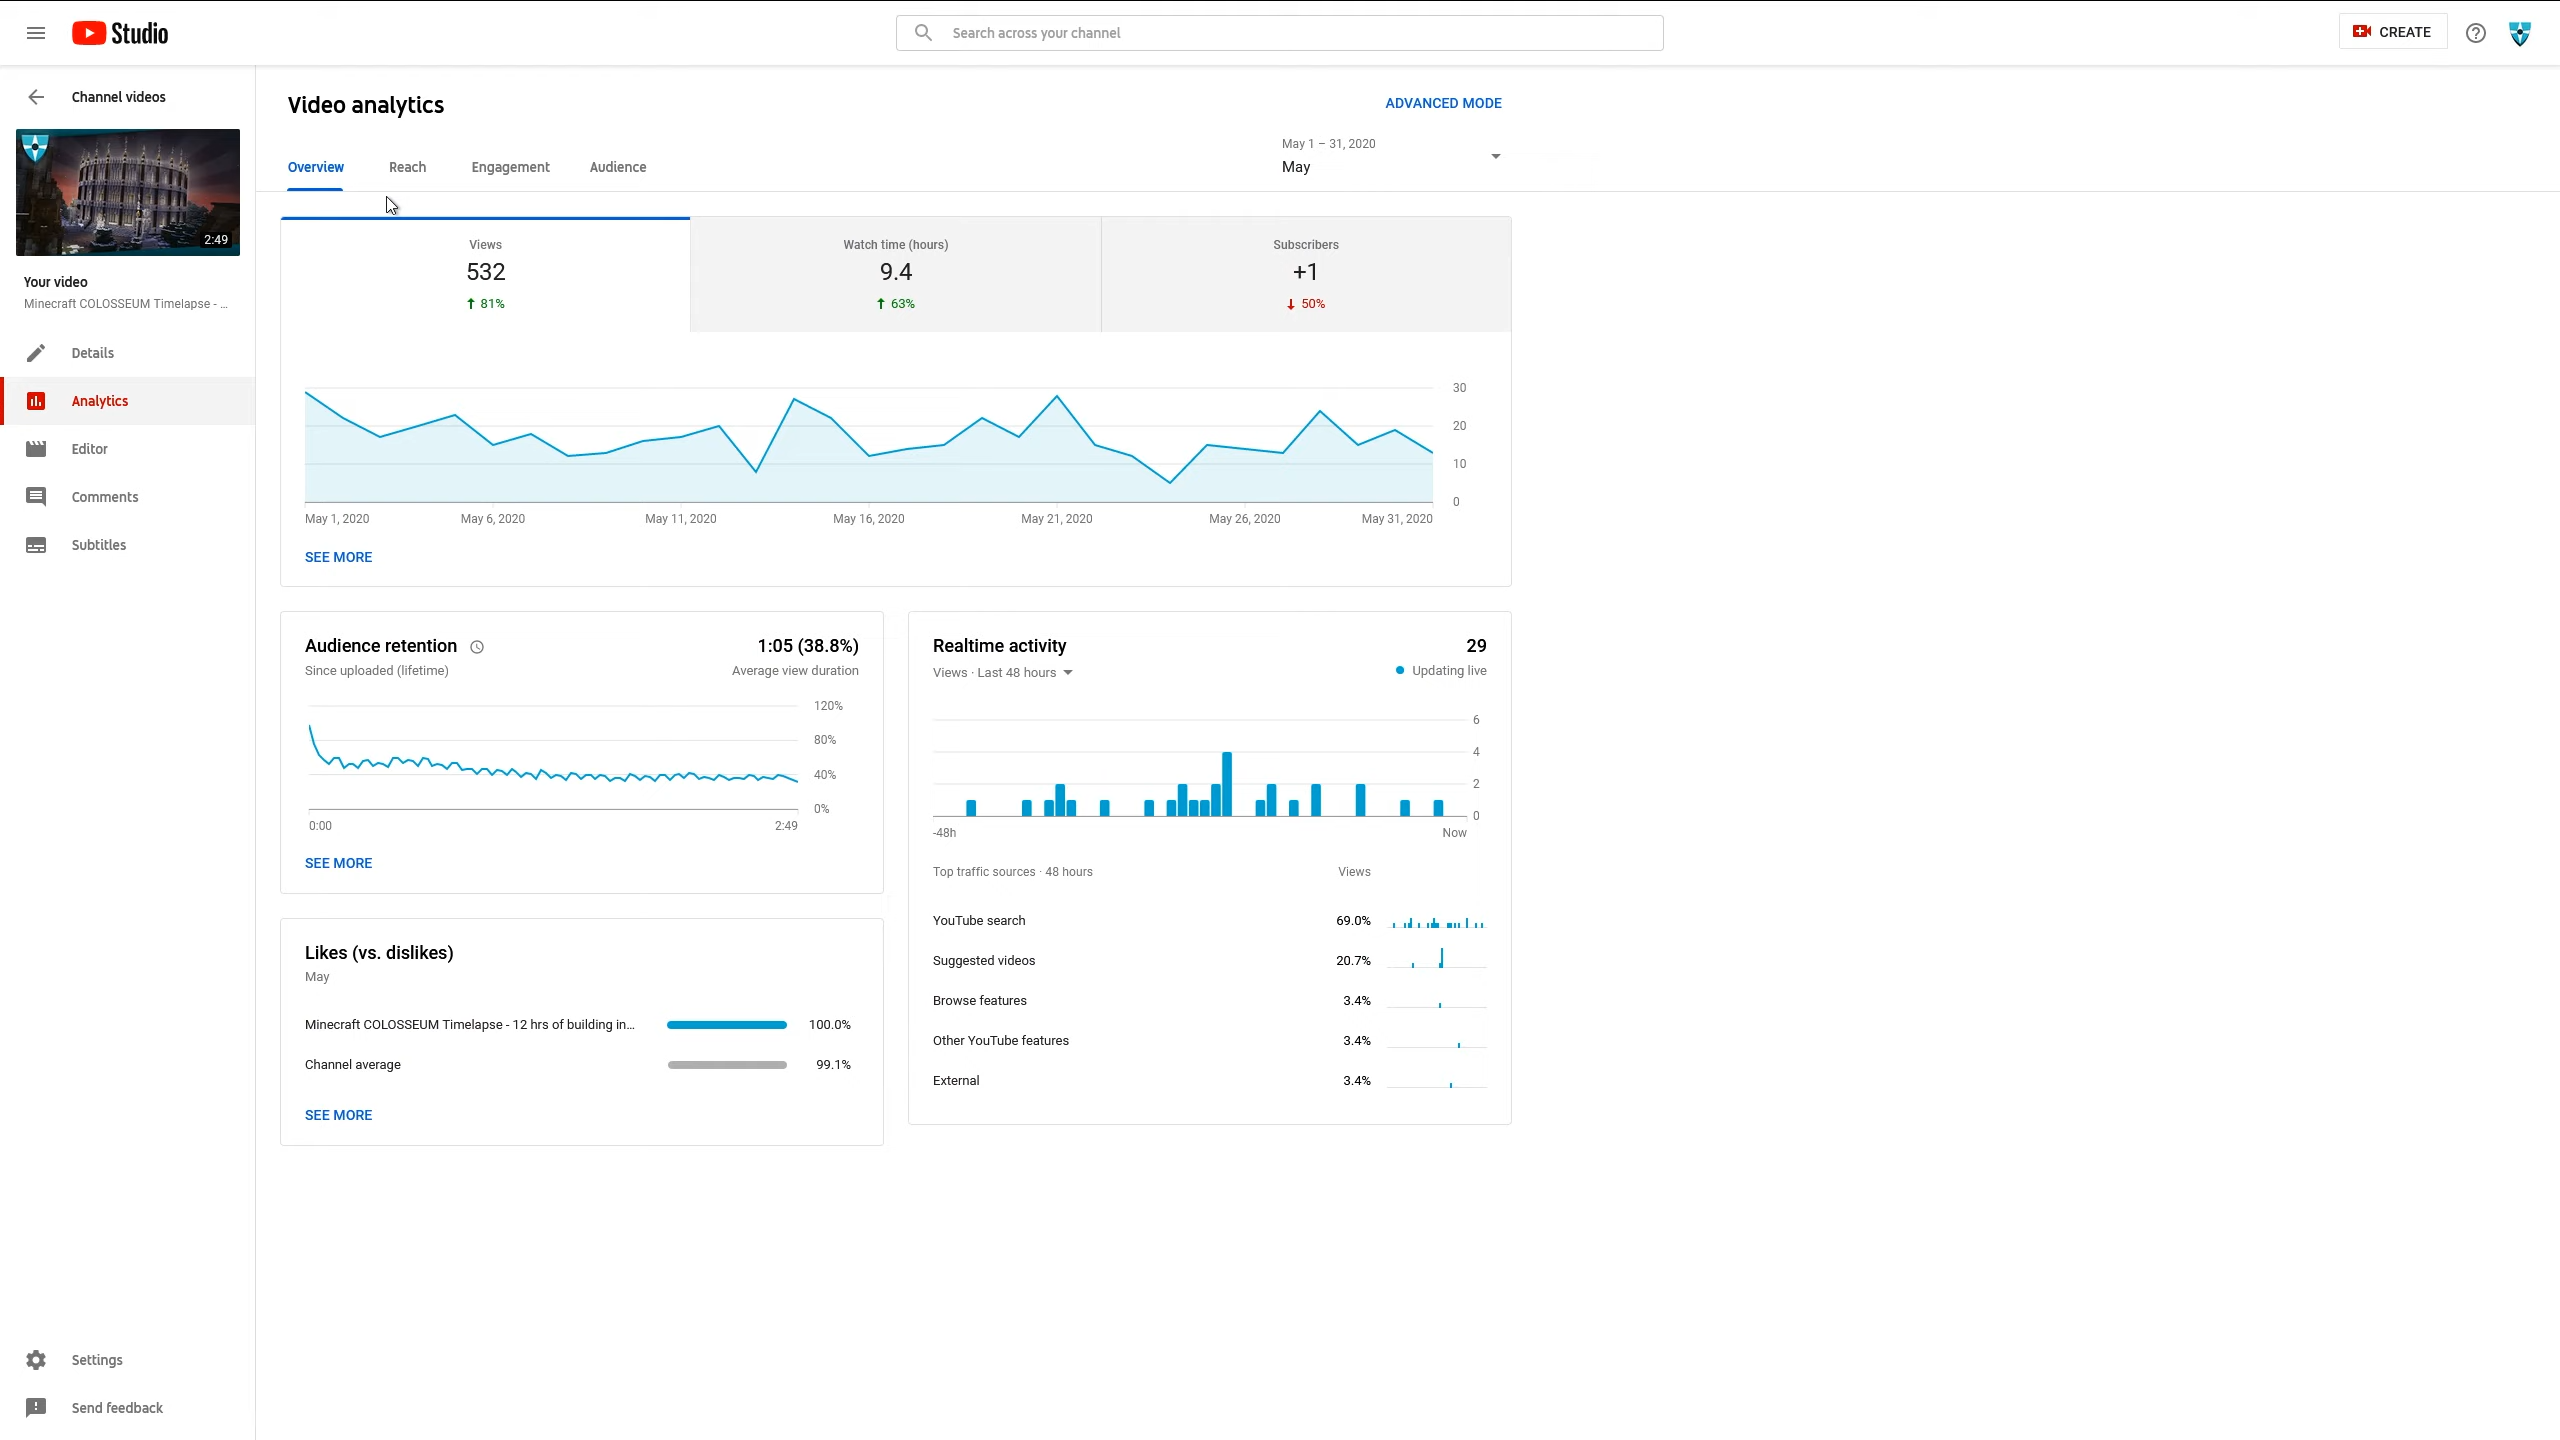 Studio
Search across your channel
CREATE
Channel videos
2:49
Your video
Minecraft COLOSSEUM Timelapse - ...
Details
Analytics
Editor
Comments
Subtitles
Settings
Send feedback
Video analytics
ADVANCED MODE
May 1 – 31, 2020
May
Overview Reach Engagement Audience
Views
532
81%
Watch time (hours)
9.4
63%
Subscribers
+1
50%
30
20
10
0
May 1, 2020 May 6, 2020 May 11, 2020 May 16, 2020 May 21, 2020 May 26, 2020 May 31, 2020
SEE MORE
Audience retention 1:05 (38.8%)
Since uploaded (lifetime) Average view duration
120%
80%
40%
0%
0:00 2:49
SEE MORE
Likes (vs. dislikes)
May
Minecraft COLOSSEUM Timelapse - 12 hrs of building in... 100.0%
Channel average 99.1%
SEE MORE
Realtime activity 29
Views · Last 48 hours Updating live
6
4
2
0
-48h Now
Top traffic sources · 48 hours Views
YouTube search 69.0%
Suggested videos 20.7%
Browse features 3.4%
Other YouTube features 3.4%
External 3.4%